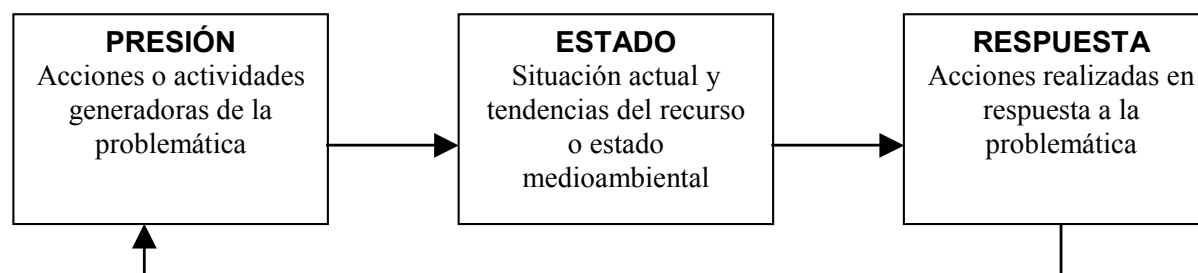 PRESIÓN
Acciones o actividades
generadoras de la
problemática
ESTADO
Situación actual y
tendencias del recurso
o estado
medioambiental
RESPUESTA
Acciones realizadas en
respuesta a la
problemática